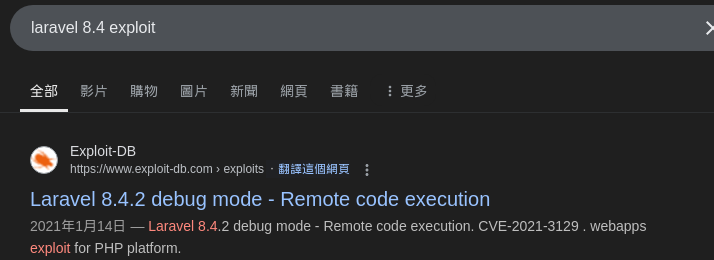 laravel 8.4 exploit
全部 影片 購物 圖片 新聞 網頁 書籍 更多
Exploit-DB
https://www.exploit-db.com › exploits · 翻譯這個網頁
Laravel 8.4.2 debug mode - Remote code execution
2021年1月14日 — Laravel 8.4.2 debug mode - Remote code execution. CVE-2021-3129 . webapps
exploit for PHP platform.